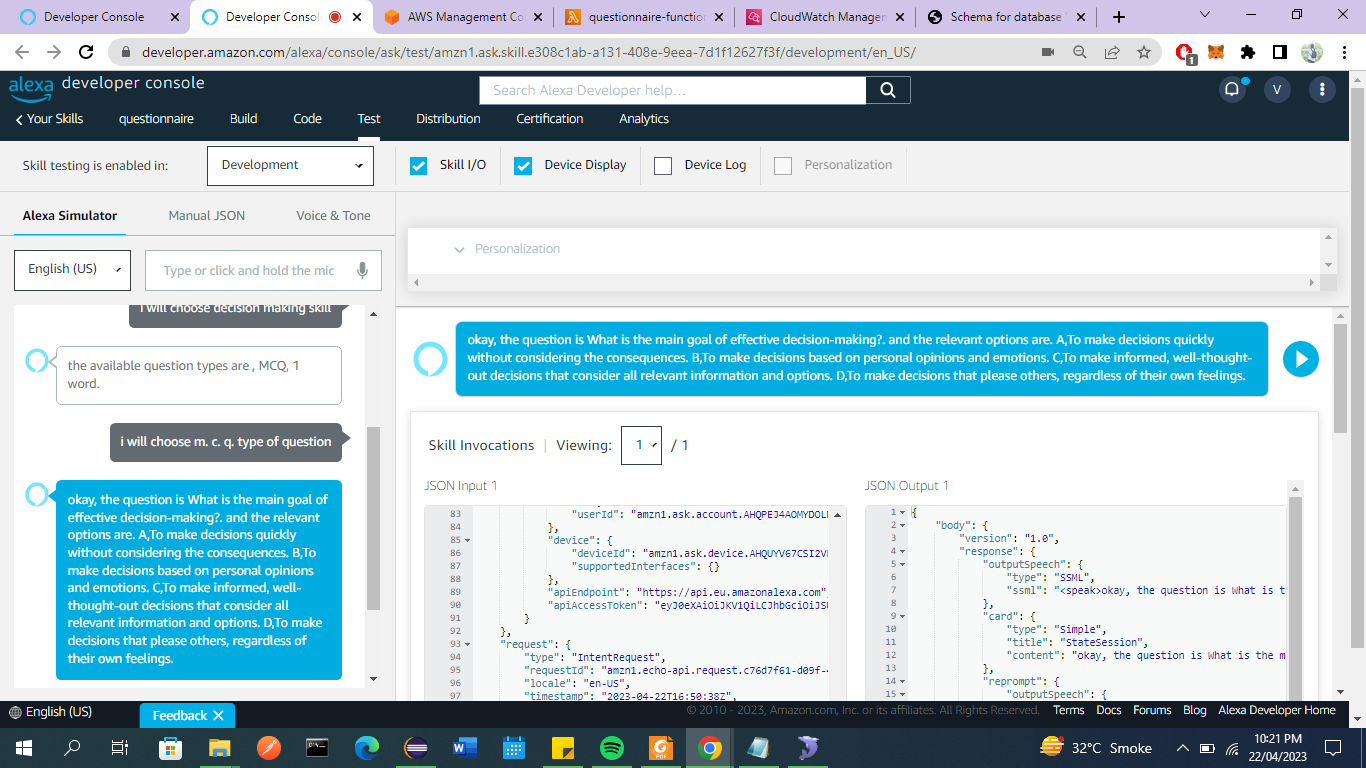 Developer Console
Developer Consol
AWS Management Co
questionnaire-function
CloudWatch Managem
Schema for database
developer.amazon.com/alexa/console/ask/test/amzn1.ask.skill.e308c1ab-a131-408e-9eea-7d1f12627f3f/development/en_US/
1
alexa developer console
Search Alexa Developer help...
V
Your Skills
questionnaire
Build
Code
Test
Distribution
Certification
Analytics
Skill testing is enabled in:
Development
Skill I/O
Device Display
Device Log
Personalization
Alexa Simulator
Manual JSON
Voice & Tone
English (US)
Type or click and hold the mic
i will choose decision making skill
the available question types are , MCQ, 1
word.
i will choose m. c. q. type of question
okay, the question is What is the main goal of
effective decision-making?. and the relevant
options are. A,To make decisions quickly
without considering the consequences. B,To
make decisions based on personal opinions
and emotions. C,To make informed, well-
thought-out decisions that consider all
relevant information and options. D,To make
decisions that please others, regardless of
their own feelings.
Personalization
okay, the question is What is the main goal of effective decision-making?. and the relevant options are. A,To make decisions quickly
without considering the consequences. B,To make decisions based on personal opinions and emotions. C,To make informed, well-thought-
out decisions that consider all relevant information and options. D,To make decisions that please others, regardless of their own feelings.
Skill Invocations | Viewing: 1 / 1
JSON Input 1
83 "userId": "amzn1.ask.account.AHQPEJ4AOMYDOL
84 },
85 "device": {
86 "deviceId": "amzn1.ask.device.AHQUYV67CSI2V
87 "supportedInterfaces": {}
88 },
89 "apiEndpoint": "https://api.eu.amazonalexa.com"
90 "apiAccessToken": "eyJ0eXAiOiJKV1QiLCJhbGciOiJS
91 }
92 },
93 "request": {
94 "type": "IntentRequest",
95 "requestId": "amzn1.echo-api.request.c76d7f61-d09f-
96 "locale": "en-US",
97 "timestamp": "2023-04-22T16:50:38Z",
JSON Output 1
1 {
2 "body": {
3 "version": "1.0",
4 "response": {
5 "outputSpeech": {
6 "type": "SSML",
7 "ssml": "<speak>okay, the question is What is t
8 },
9 "card": {
10 "type": "Simple",
11 "title": "StateSession",
12 "content": "okay, the question is What is the m
13 },
14 "reprompt": {
15 "outputSpeech": {
English (US)
Feedback
© 2010 - 2023, Amazon.com, Inc. or its affiliates. All Rights Reserved.
Terms
Docs
Forums
Blog
Alexa Developer Home
32°C Smoke
10:21 PM
22/04/2023